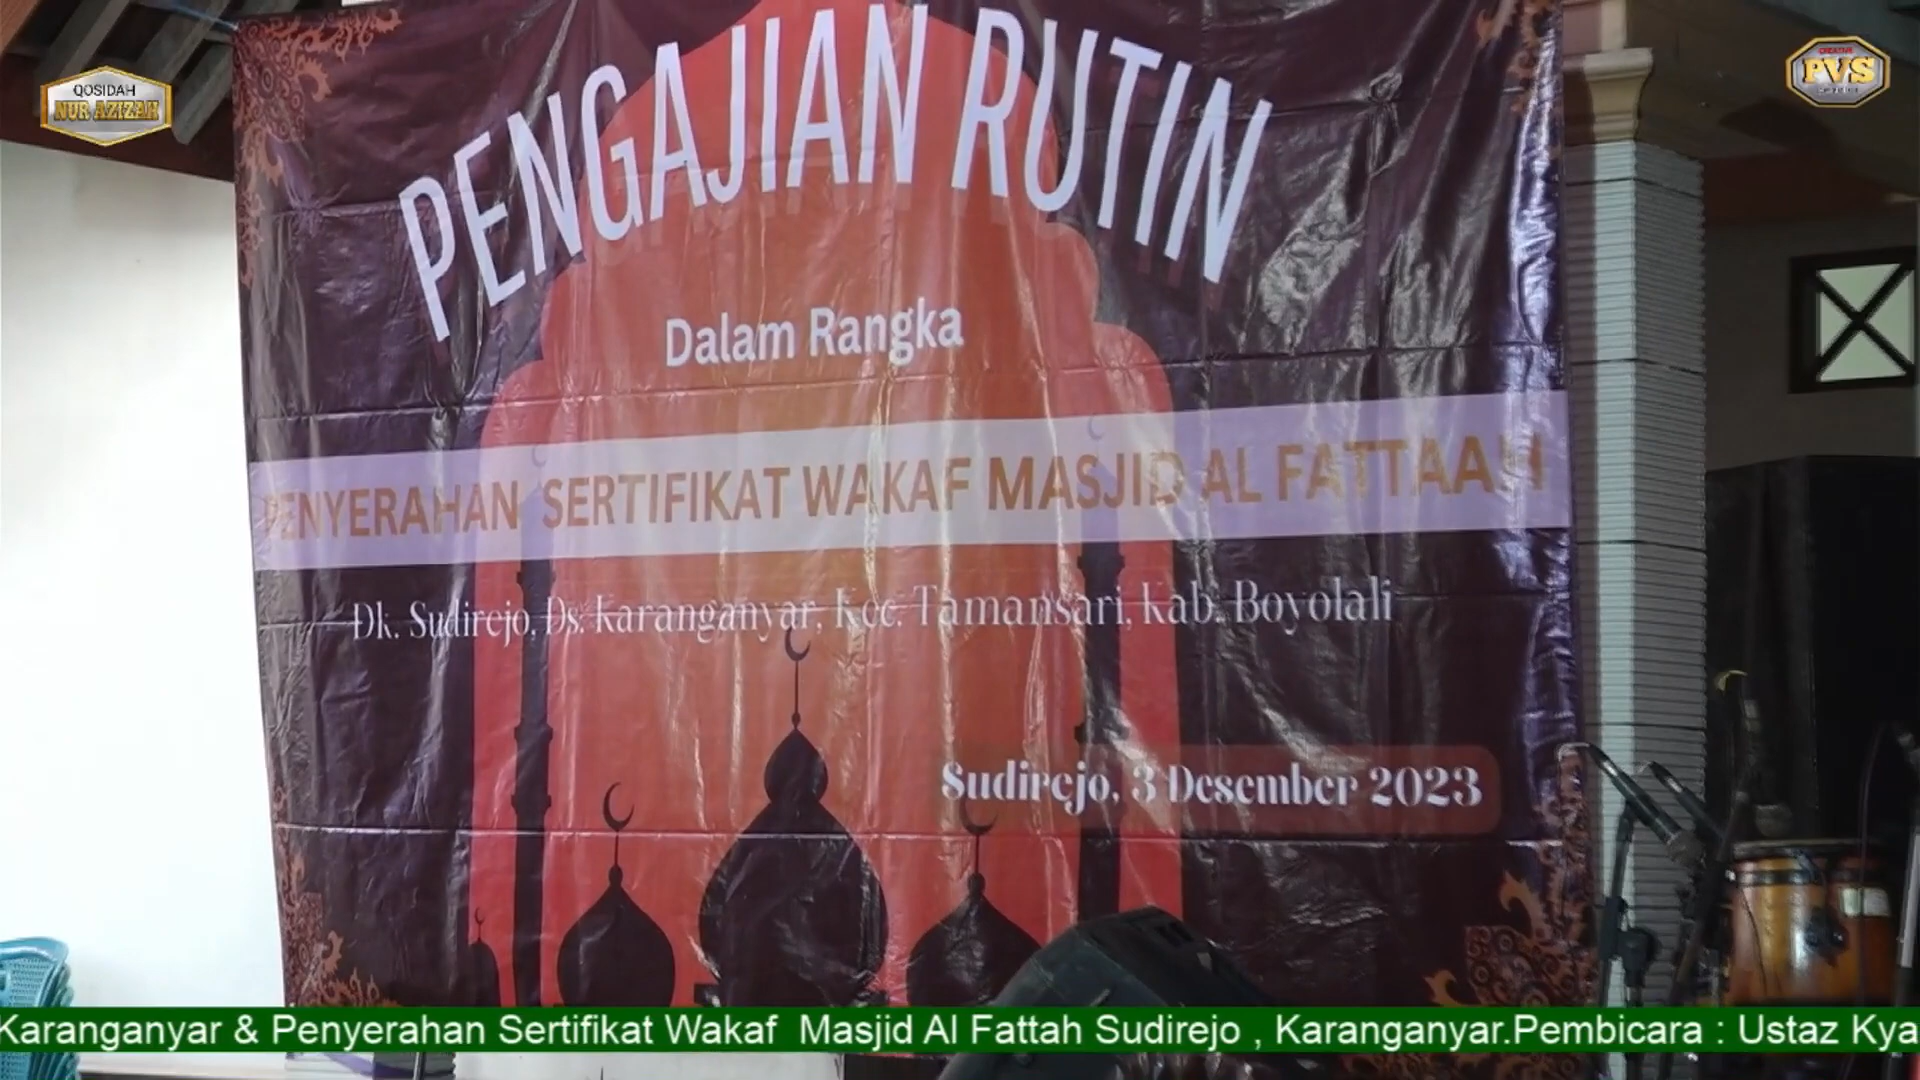 QOSIDAH
NUR AZIZAH
CREATIVE
PVS
PENGAJIAN RUTIN
Dalam Rangka
PENYERAHAN SERTIFIKAT WAKAF MASJID AL FATTAAH
Dk. Sudirejo, Ds. Karanganyar, Kec. Tamansari, Kab. Boyolali
Sudirejo, 3 Desember 2023
Karanganyar & Penyerahan Sertifikat Wakaf Masjid Al Fattah Sudirejo , Karanganyar.Pembicara : Ustaz Kya